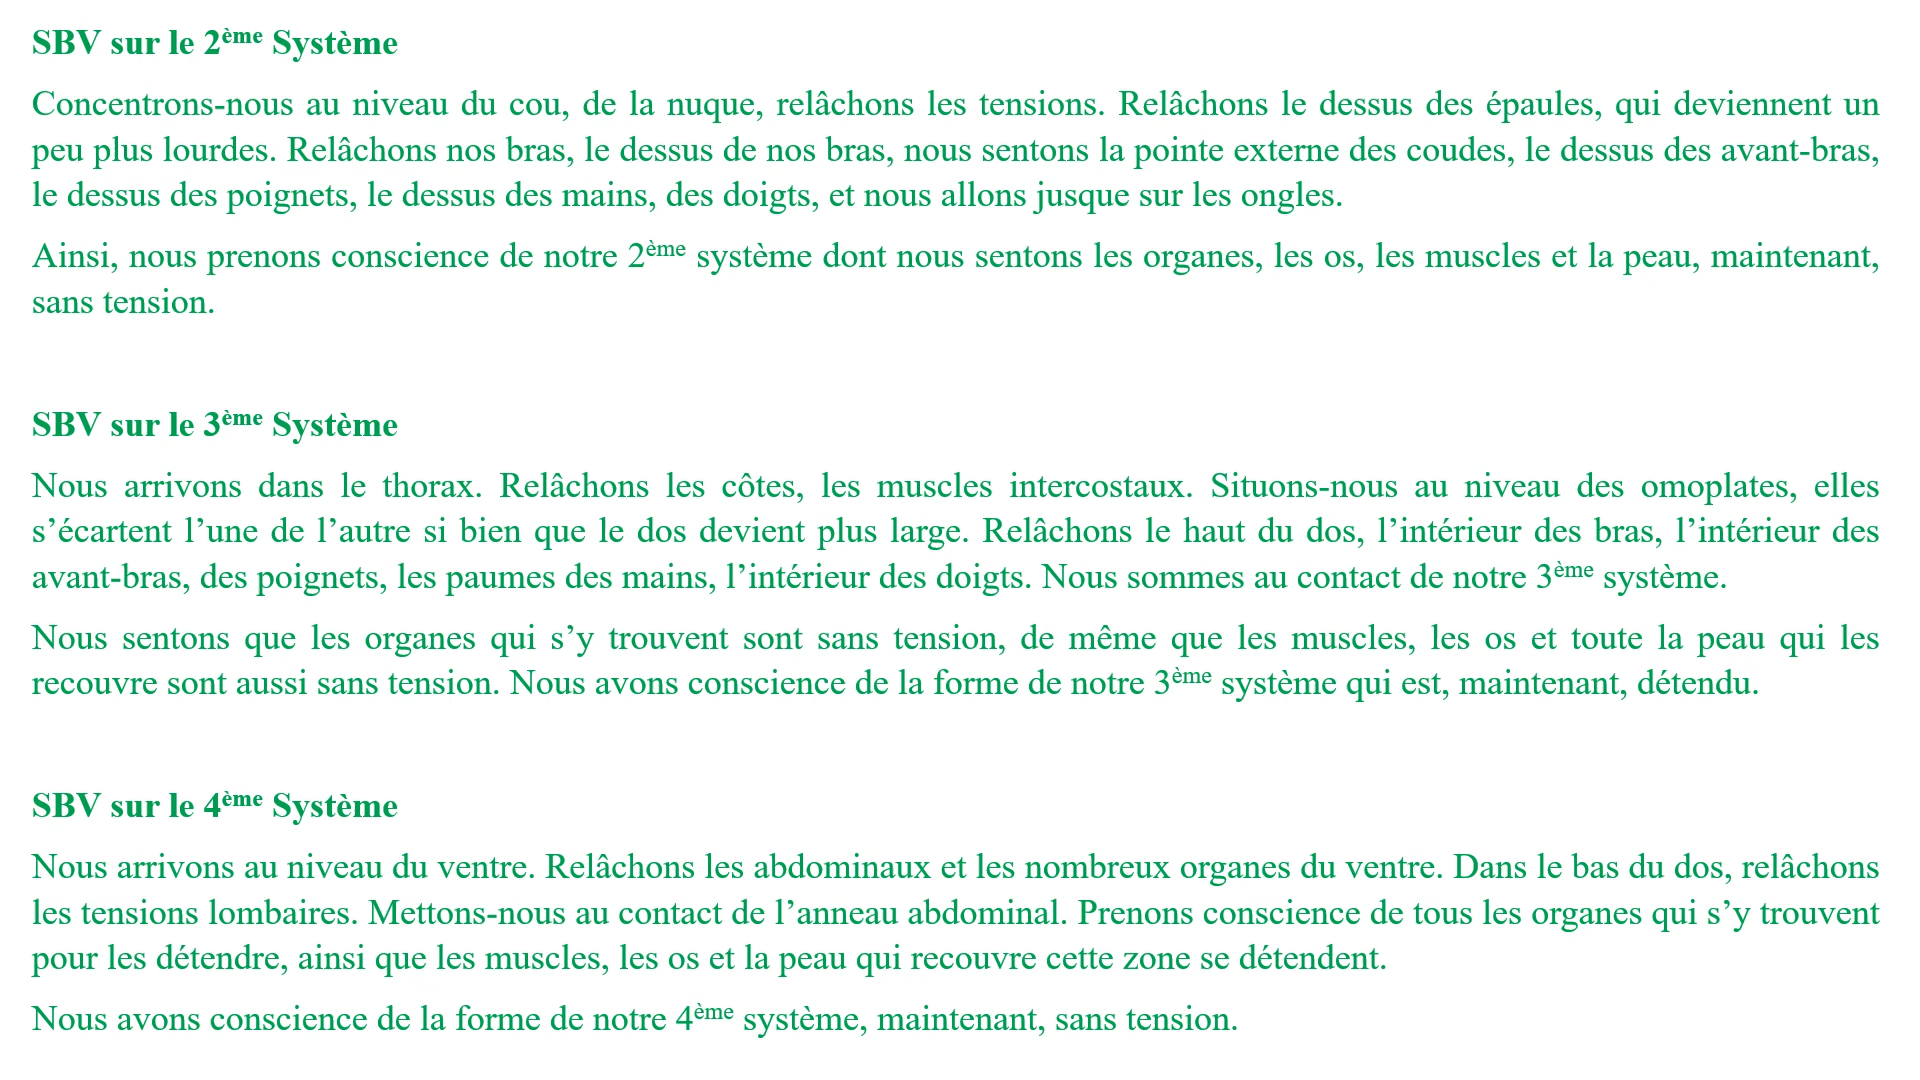 SBV sur le 2ème Système
Concentrons-nous au niveau du cou, de la nuque, relâchons les tensions. Relâchons le dessus des épaules, qui deviennent un
peu plus lourdes. Relâchons nos bras, le dessus de nos bras, nous sentons la pointe externe des coudes, le dessus des avant-bras,
le dessus des poignets, le dessus des mains, des doigts, et nous allons jusque sur les ongles.
Ainsi, nous prenons conscience de notre 2ème système dont nous sentons les organes, les os, les muscles et la peau, maintenant,
sans tension.
SBV sur le 3ème Système
Nous arrivons dans le thorax. Relâchons les côtes, les muscles intercostaux. Situons-nous au niveau des omoplates, elles
s’écartent l’une de l’autre si bien que le dos devient plus large. Relâchons le haut du dos, l’intérieur des bras, l’intérieur des
avant-bras, des poignets, les paumes des mains, l’intérieur des doigts. Nous sommes au contact de notre 3ème système.
Nous sentons que les organes qui s’y trouvent sont sans tension, de même que les muscles, les os et toute la peau qui les
recouvre sont aussi sans tension. Nous avons conscience de la forme de notre 3ème système qui est, maintenant, détendu.
SBV sur le 4ème Système
Nous arrivons au niveau du ventre. Relâchons les abdominaux et les nombreux organes du ventre. Dans le bas du dos, relâchons
les tensions lombaires. Mettons-nous au contact de l’anneau abdominal. Prenons conscience de tous les organes qui s’y trouvent
pour les détendre, ainsi que les muscles, les os et la peau qui recouvre cette zone se détendent.
Nous avons conscience de la forme de notre 4ème système, maintenant, sans tension.